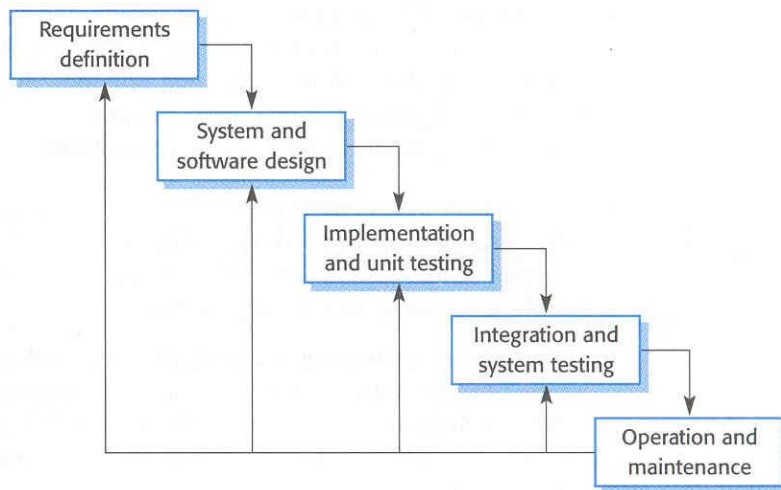 Requirements
definition
System and
software design
Implementation
and unit testing
Integration and
system testing
Operation and
maintenance